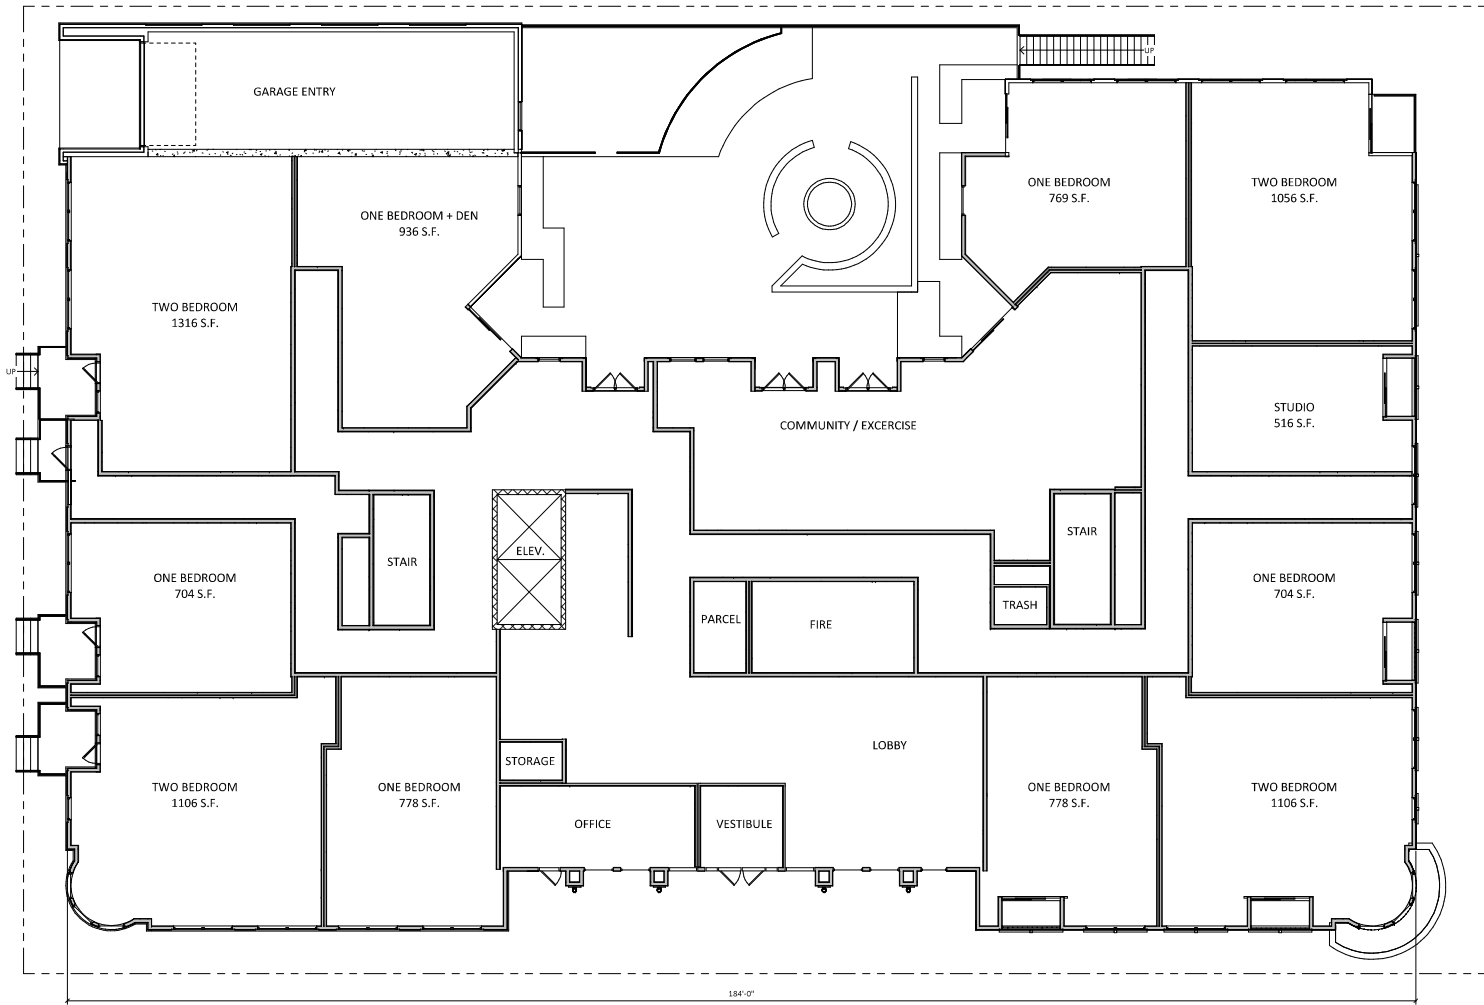 UP
GARAGE ENTRY
ONE BEDROOM
769 S.F.
TWO BEDROOM
1056 S.F.
ONE BEDROOM + DEN
936 S.F.
TWO BEDROOM
1316 S.F.
UP
STUDIO
516 S.F.
COMMUNITY / EXCERCISE
STAIR
ELEV.
STAIR
ONE BEDROOM
704 S.F.
ONE BEDROOM
704 S.F.
TRASH
PARCEL
FIRE
LOBBY
STORAGE
TWO BEDROOM
1106 S.F.
ONE BEDROOM
778 S.F.
ONE BEDROOM
778 S.F.
TWO BEDROOM
1106 S.F.
OFFICE
VESTIBULE
184'-0"